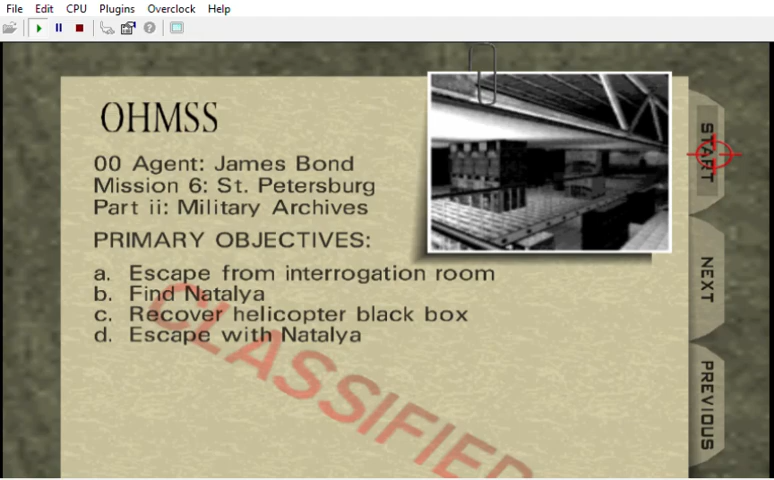 File Edit CPU Plugins Overclock Help
OHMSS
00 Agent: James Bond
Mission 6: St. Petersburg
Part ii: Military Archives
PRIMARY OBJECTIVES:
a. Escape from interrogation room
b. Find Natalya
c. Recover helicopter black box
d. Escape with Natalya
CLASSIFIED
START
NEXT
PREVIOUS